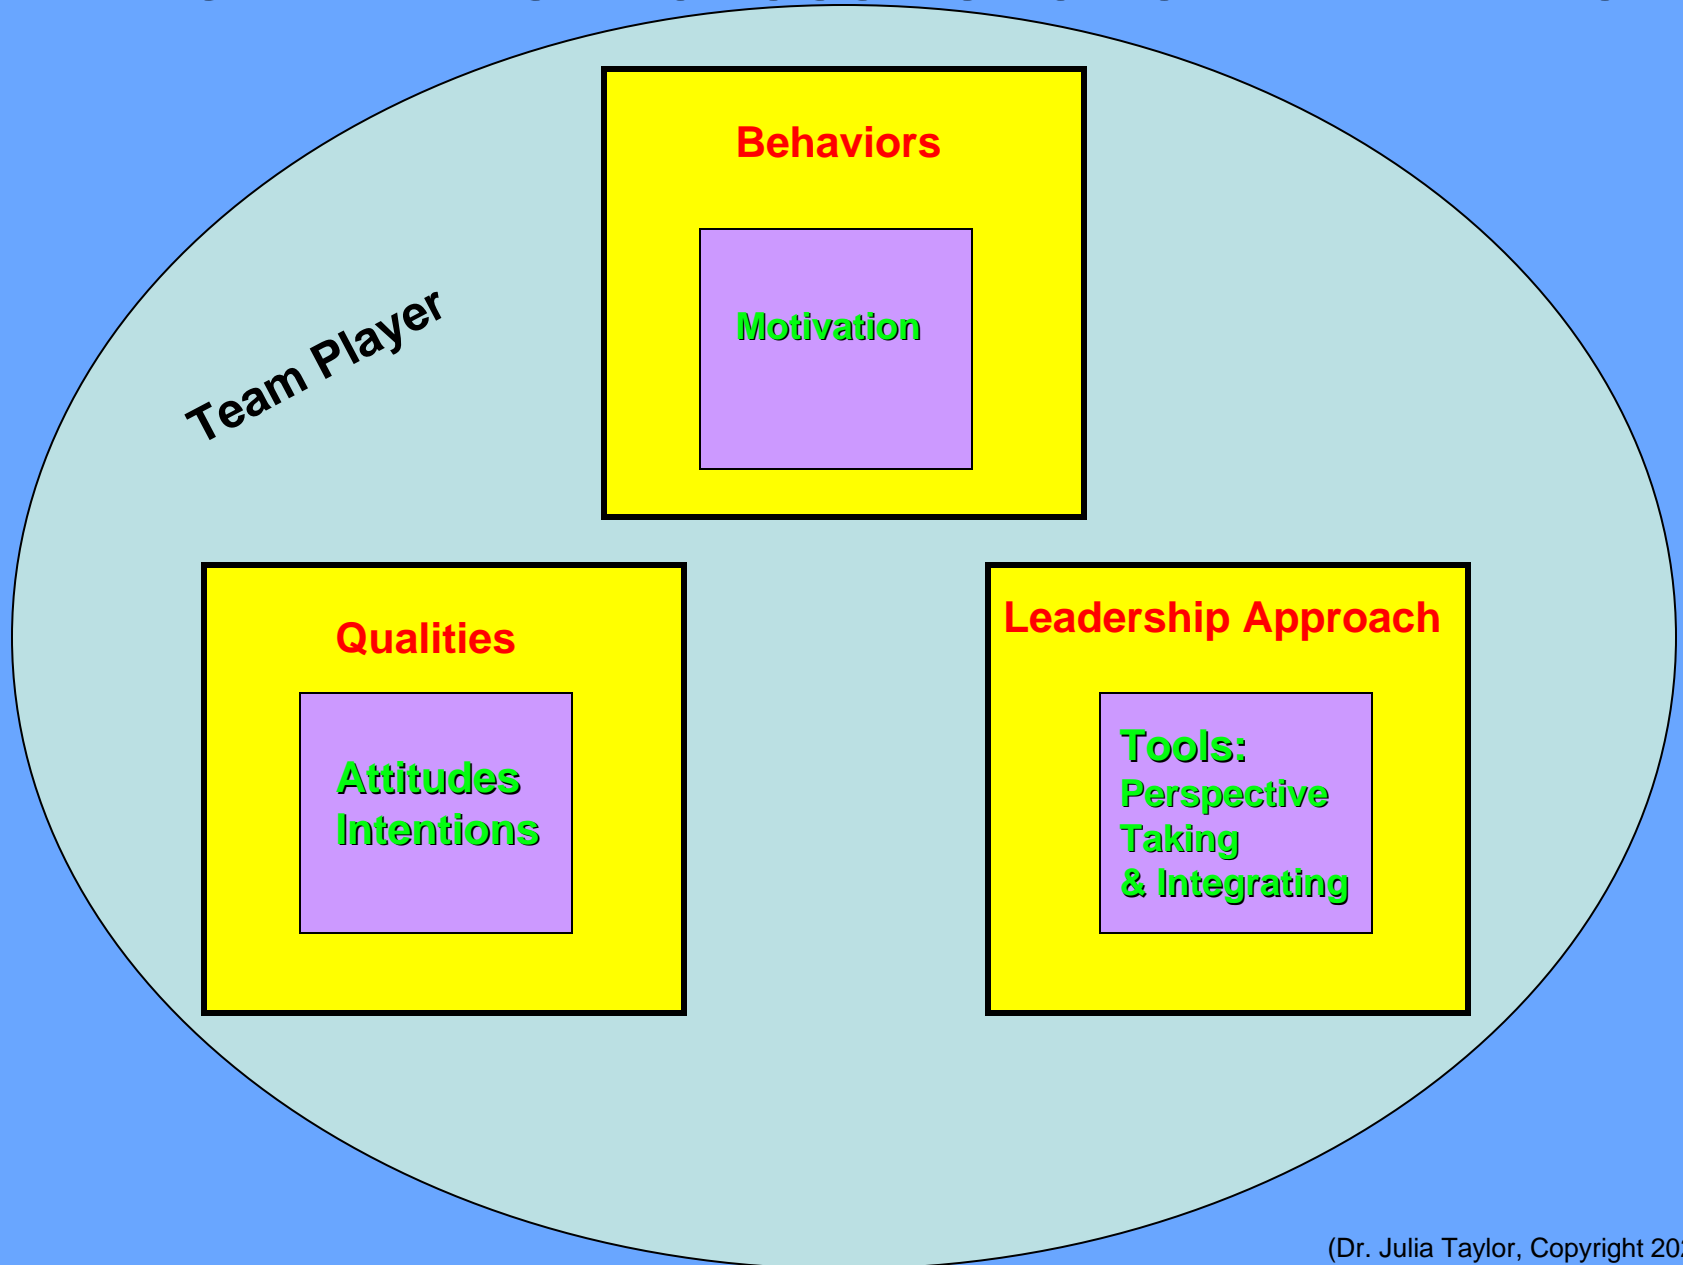 Behaviors
Motivation
Team Player
Qualities
Attitudes
Intentions
Leadership Approach
Tools:
Perspective
Taking
& Integrating
(Dr. Julia Taylor, Copyright